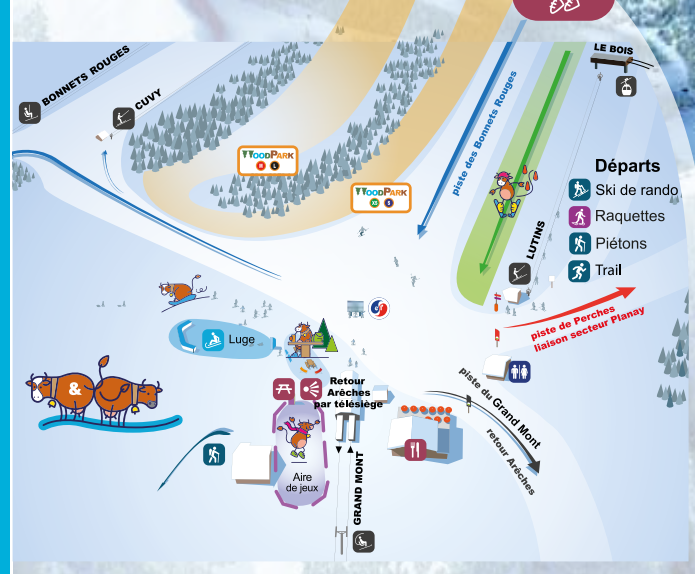 LE BOIS
BONNETS ROUGES
CUVY
piste des Bonnets Rouges
WOODPARK
M L
WOODPARK
XS S
LUTINS
Départs
Ski de rando
Raquettes
Piétons
Trail
piste de Perches
liaison secteur Planay
Luge
&
Retour
Arêches
par télésiège
piste du Grand Mont
retour Arêches
Aire
de jeux
GRAND MONT